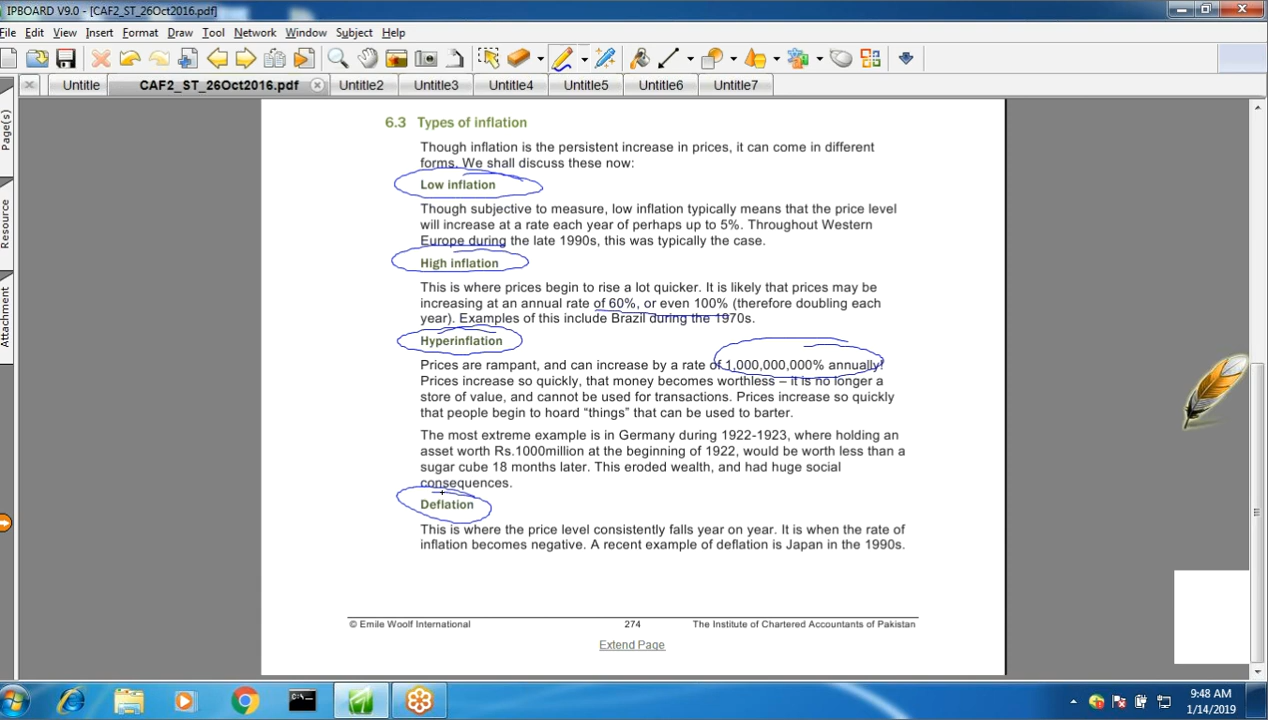 IPBOARD V9.0 - [CAF2_ST_26Oct2016.pdf]
File Edit View Insert Format Draw Tool Network Window Subject Help
Untitle CAF2_ST_26Oct2016.pdf Untitle2 Untitle3 Untitle4 Untitle5 Untitle6 Untitle7
Page(s)
Resource
Attachment
6.3 Types of inflation
Though inflation is the persistent increase in prices, it can come in different
forms. We shall discuss these now:
Low inflation
Though subjective to measure, low inflation typically means that the price level
will increase at a rate each year of perhaps up to 5%. Throughout Western
Europe during the late 1990s, this was typically the case.
High inflation
This is where prices begin to rise a lot quicker. It is likely that prices may be
increasing at an annual rate of 60%, or even 100% (therefore doubling each
year). Examples of this include Brazil during the 1970s.
Hyperinflation
Prices are rampant, and can increase by a rate of 1,000,000,000% annually!
Prices increase so quickly, that money becomes worthless – it is no longer a
store of value, and cannot be used for transactions. Prices increase so quickly
that people begin to hoard “things” that can be used to barter.
The most extreme example is in Germany during 1922-1923, where holding an
asset worth Rs.1000million at the beginning of 1922, would be worth less than a
sugar cube 18 months later. This eroded wealth, and had huge social
consequences.
Deflation
This is where the price level consistently falls year on year. It is when the rate of
inflation becomes negative. A recent example of deflation is Japan in the 1990s.
© Emile Woolf International 274 The Institute of Chartered Accountants of Pakistan
Extend Page
9:48 AM
1/14/2019